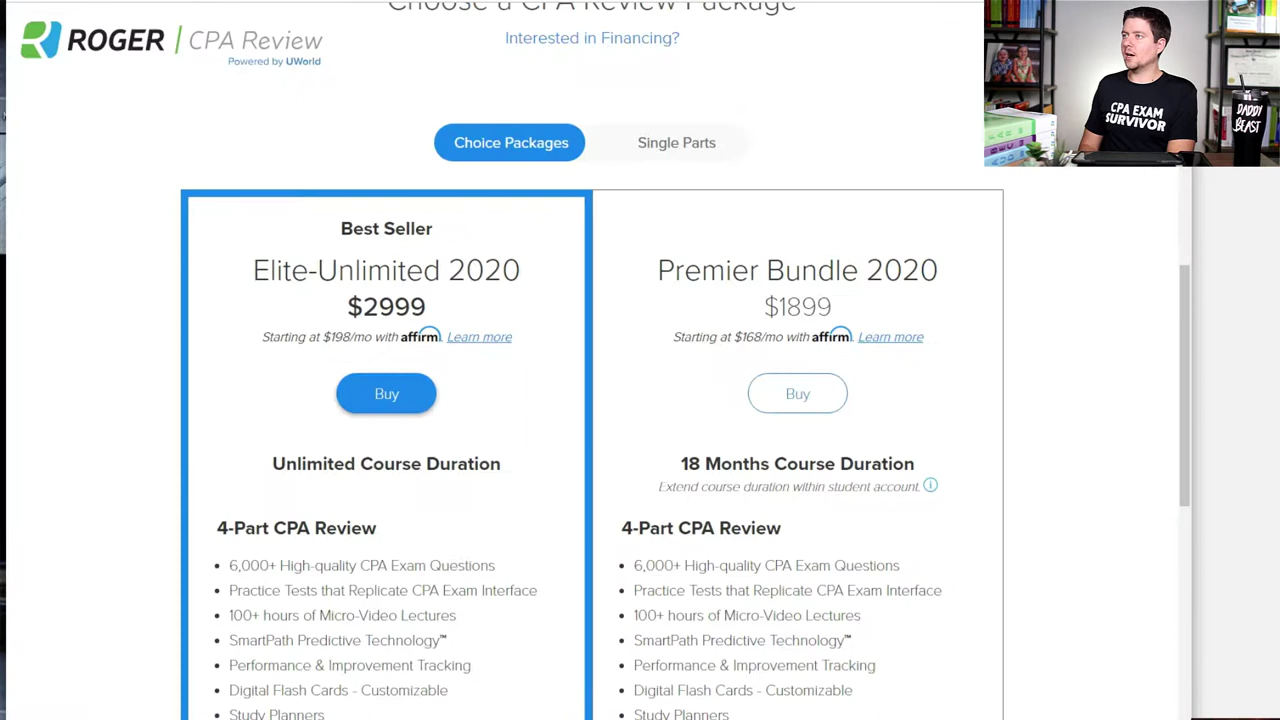 Choose a CPA Review Package
ROGER | CPA Review
Powered by UWorld
Interested in Financing?
CPA EXAM
SURVIVOR
DADDY
BEAST
Choice Packages
Single Parts
Best Seller
Elite-Unlimited 2020
$2999
Starting at $198/mo with affirm. Learn more
Buy
Unlimited Course Duration
4-Part CPA Review
• 6,000+ High-quality CPA Exam Questions
• Practice Tests that Replicate CPA Exam Interface
• 100+ hours of Micro-Video Lectures
• SmartPath Predictive Technology™
• Performance & Improvement Tracking
• Digital Flash Cards - Customizable
• Study Planners
Premier Bundle 2020
$1899
Starting at $168/mo with affirm. Learn more
Buy
18 Months Course Duration
Extend course duration within student account.
4-Part CPA Review
• 6,000+ High-quality CPA Exam Questions
• Practice Tests that Replicate CPA Exam Interface
• 100+ hours of Micro-Video Lectures
• SmartPath Predictive Technology™
• Performance & Improvement Tracking
• Digital Flash Cards - Customizable
• Study Planners